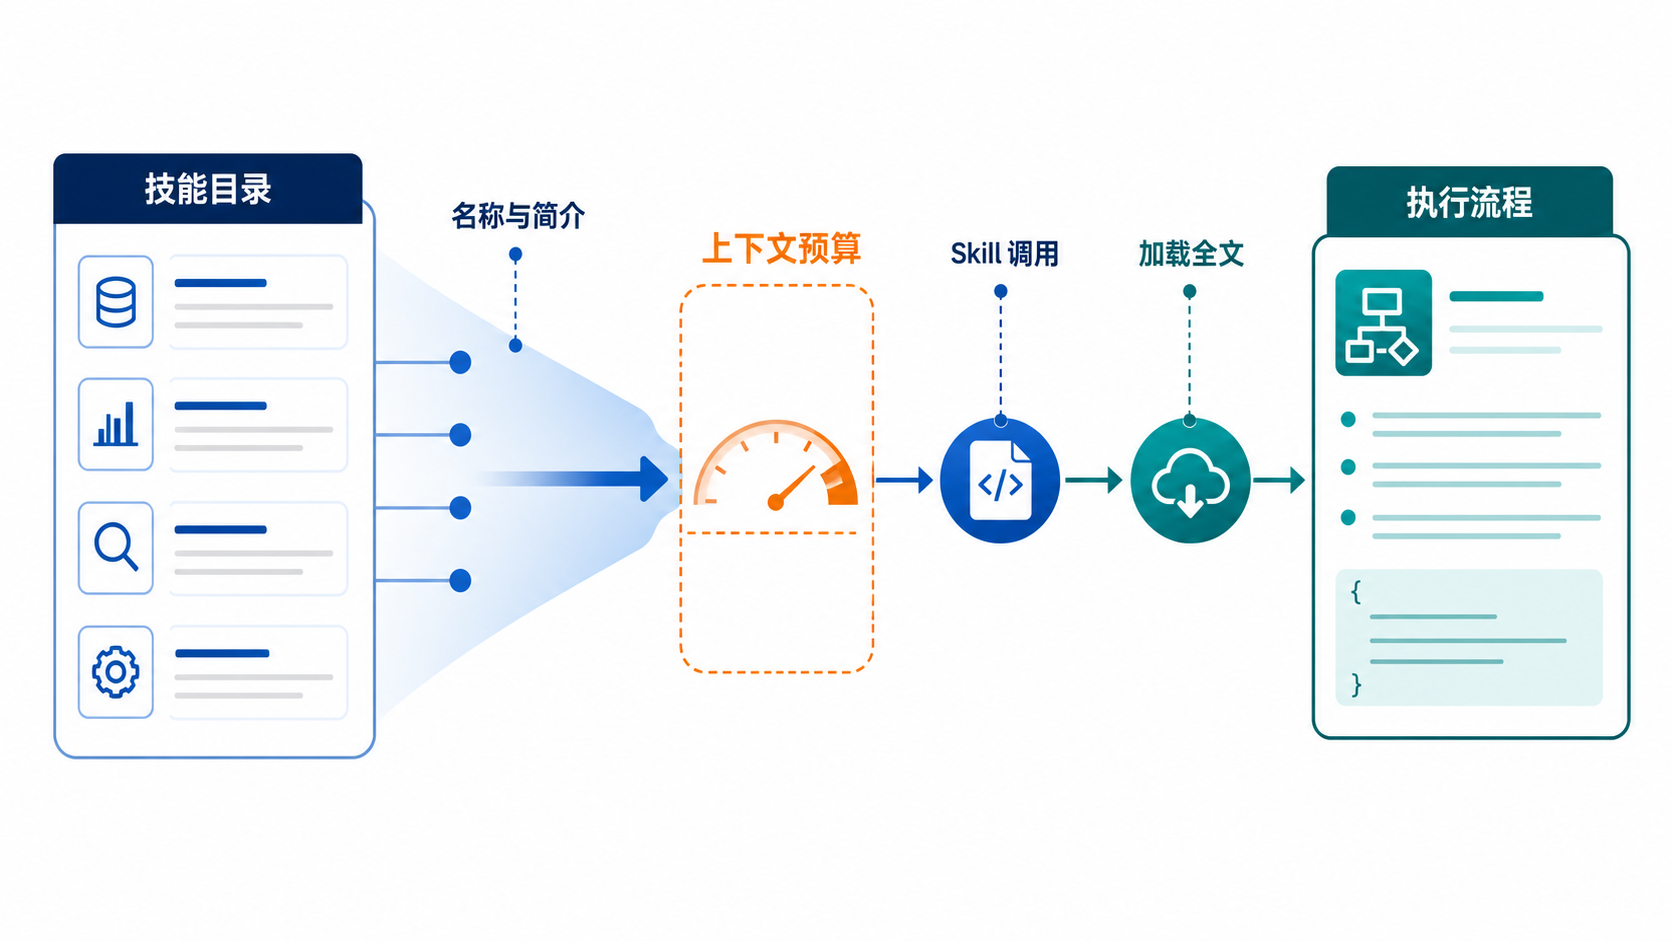 技能目录
名称与简介
上下文预算
Skill 调用
加载全文
执行流程
</>
{
}